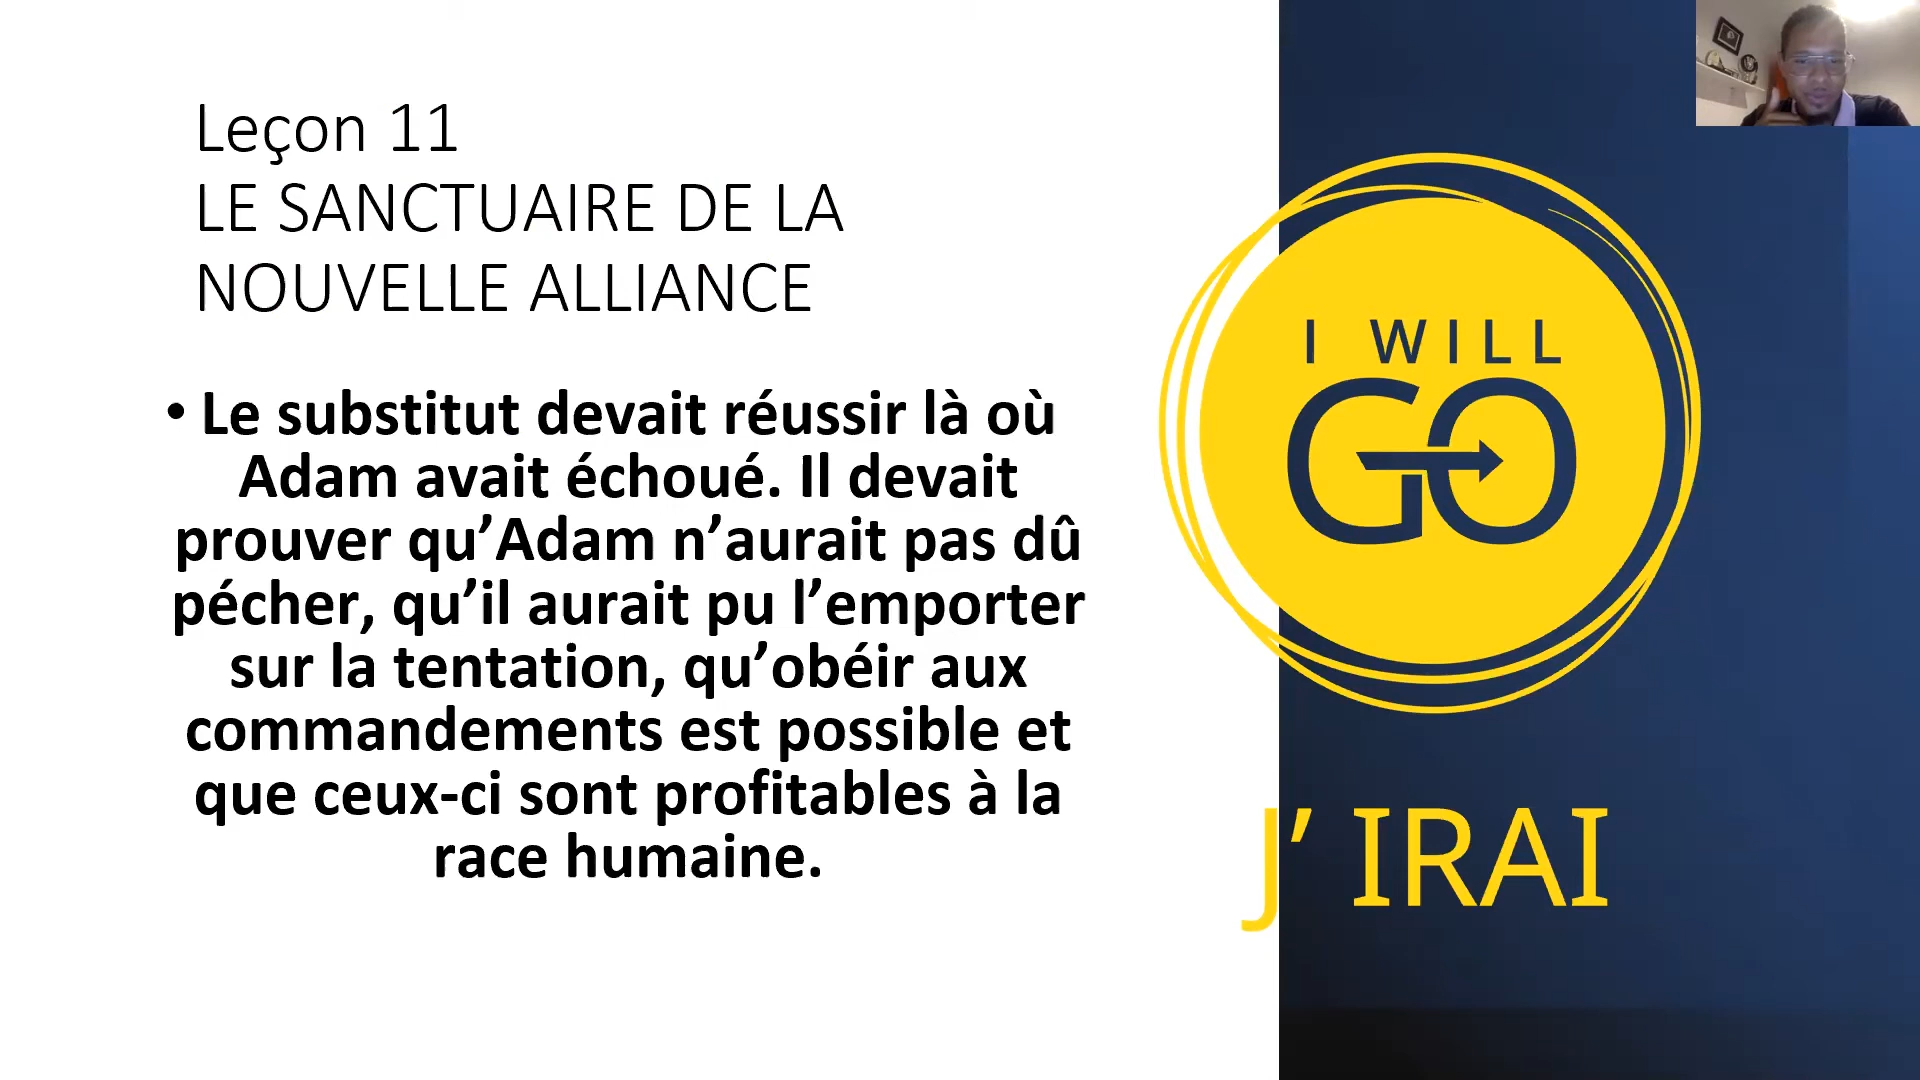 Leçon 11
LE SANCTUAIRE DE LA
NOUVELLE ALLIANCE
• Le substitut devait réussir là où
Adam avait échoué. Il devait
prouver qu’Adam n’aurait pas dû
pécher, qu’il aurait pu l’emporter
sur la tentation, qu’obéir aux
commandements est possible et
que ceux-ci sont profitables à la
race humaine.
I WILL
GO
J’ IRAI